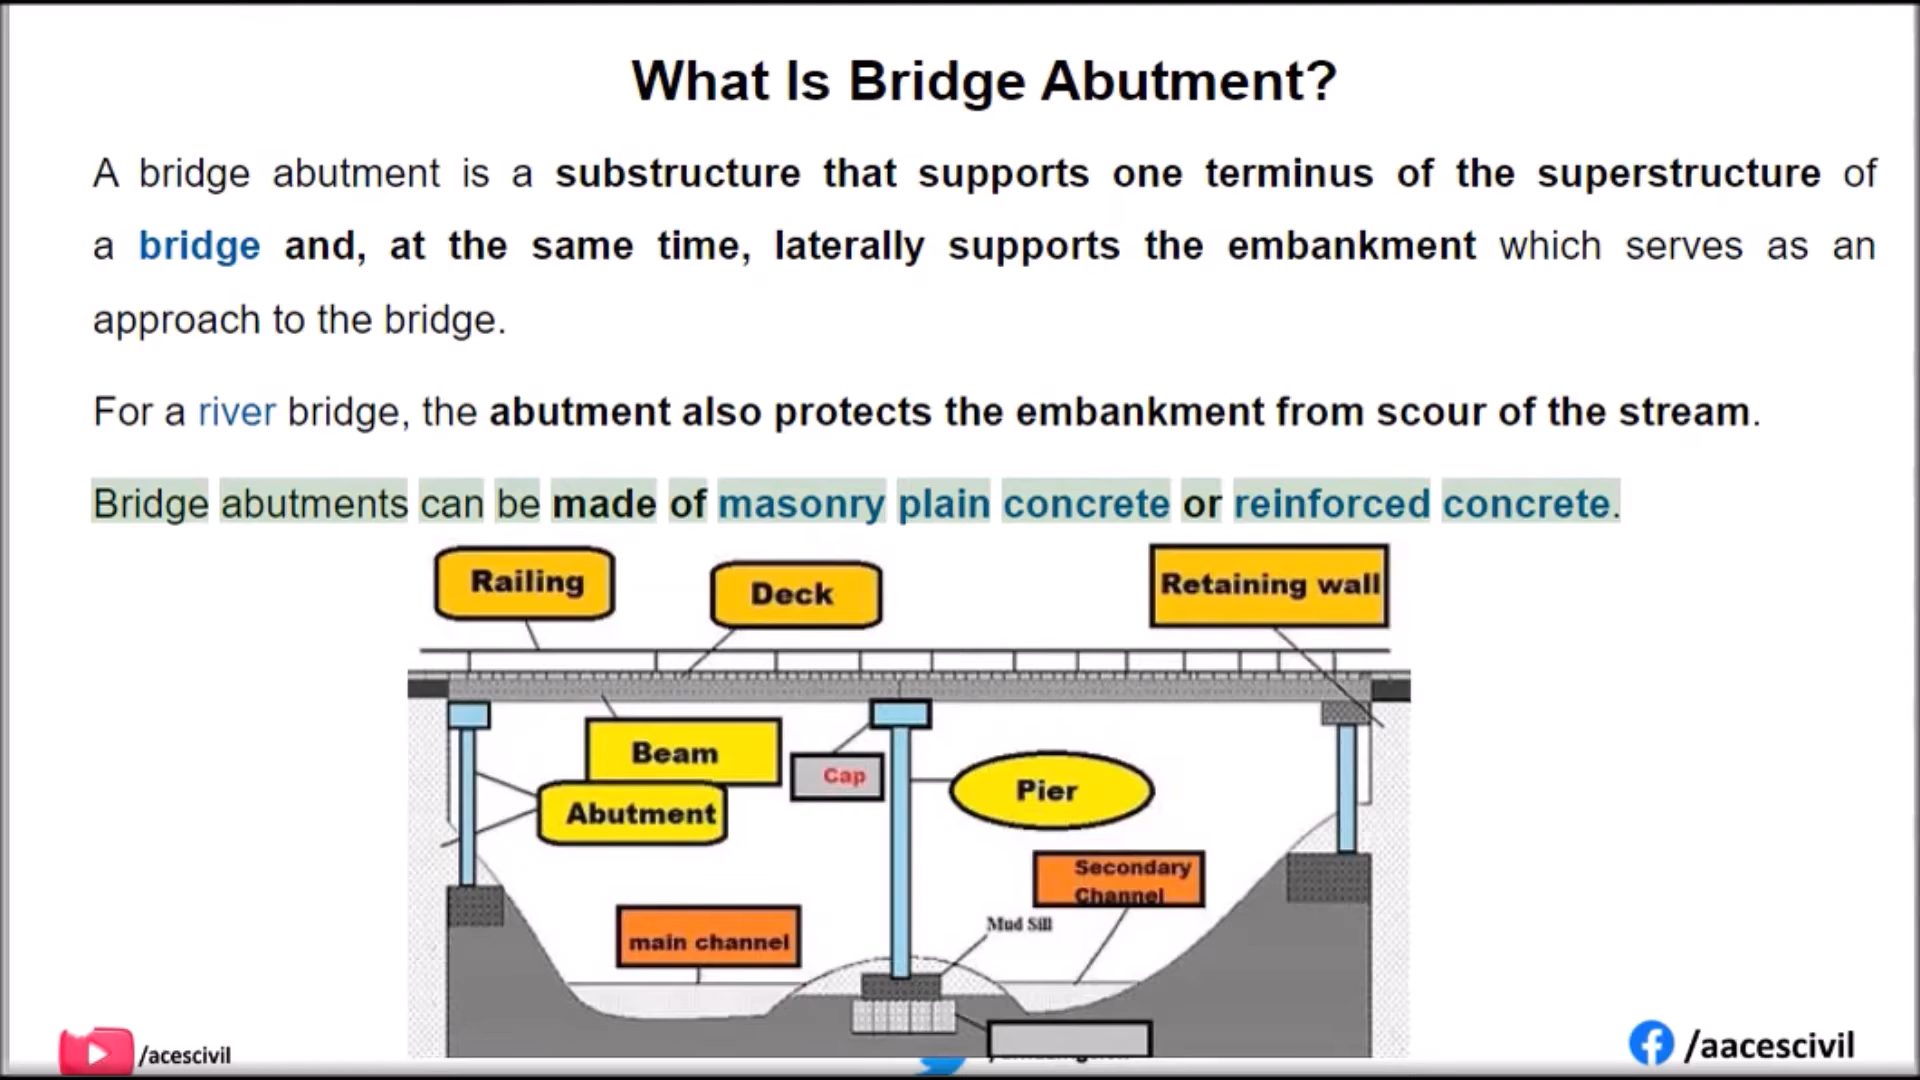 What Is Bridge Abutment?
A bridge abutment is a substructure that supports one terminus of the superstructure of
a bridge and, at the same time, laterally supports the embankment which serves as an
approach to the bridge.
For a river bridge, the abutment also protects the embankment from scour of the stream.
Bridge abutments can be made of masonry plain concrete or reinforced concrete.
Railing
Deck
Retaining wall
Beam
Cap
Abutment
Pier
Secondary
Channel
main channel
Mud Sill
/acescivil
/aacescivil